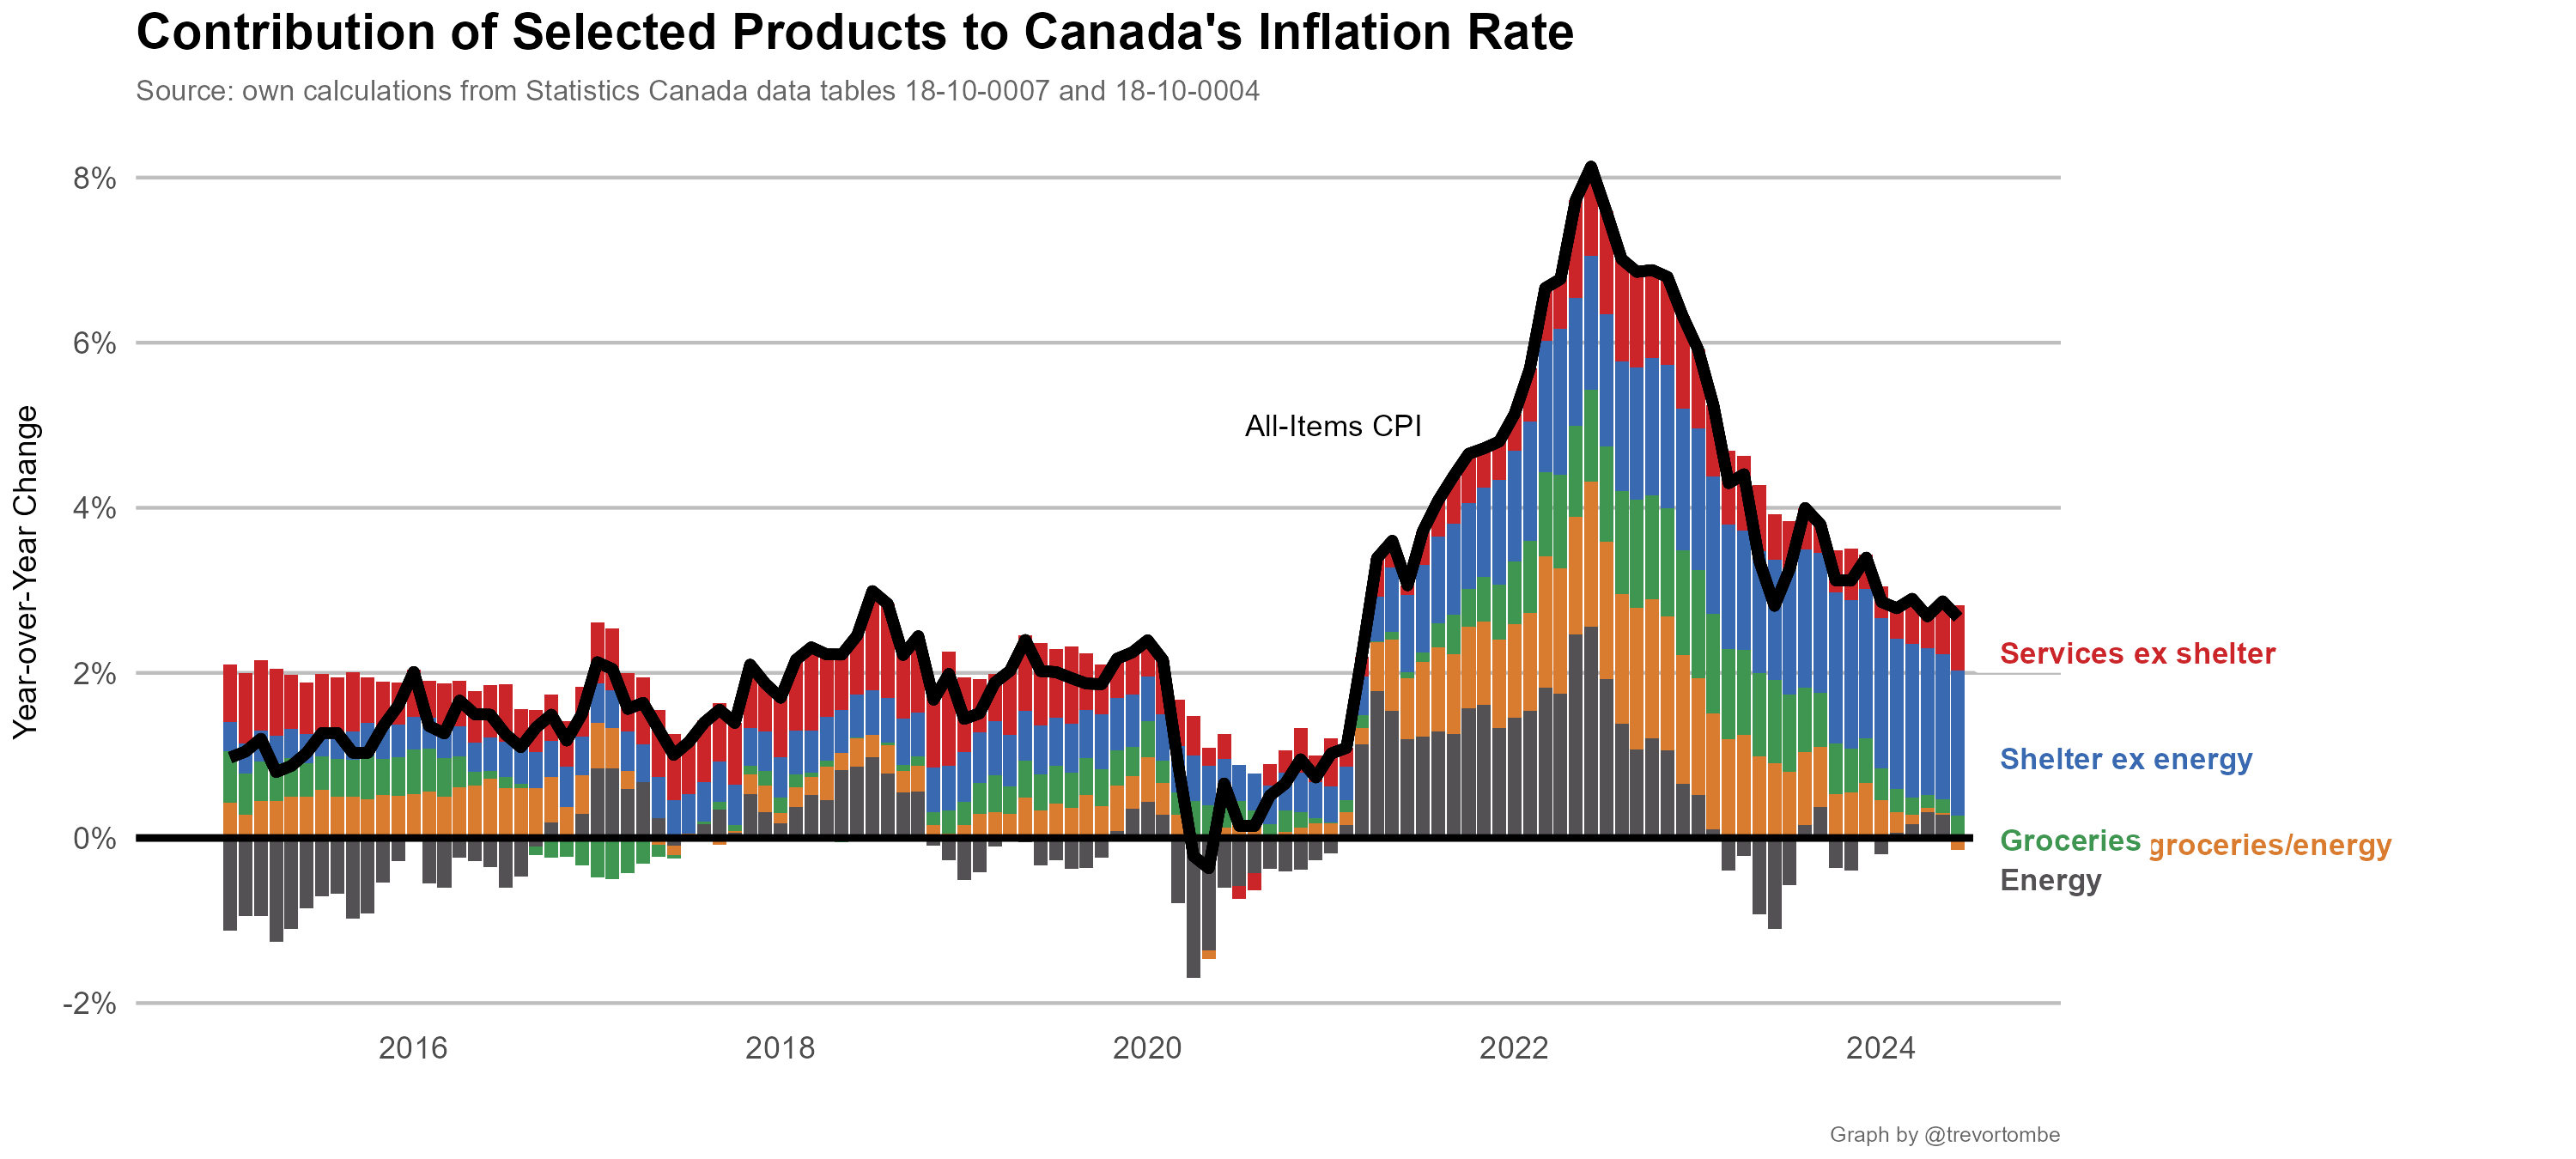 Contribution of Selected Products to Canada's Inflation Rate
Source: own calculations from Statistics Canada data tables 18-10-0007 and 18-10-0004
Year-over-Year Change
8%
6%
4%
2%
0%
-2%
All-Items CPI
Services ex shelter
Shelter ex energy
Groceries groceries/energy
Energy
2016 2018 2020 2022 2024
Graph by @trevortombe